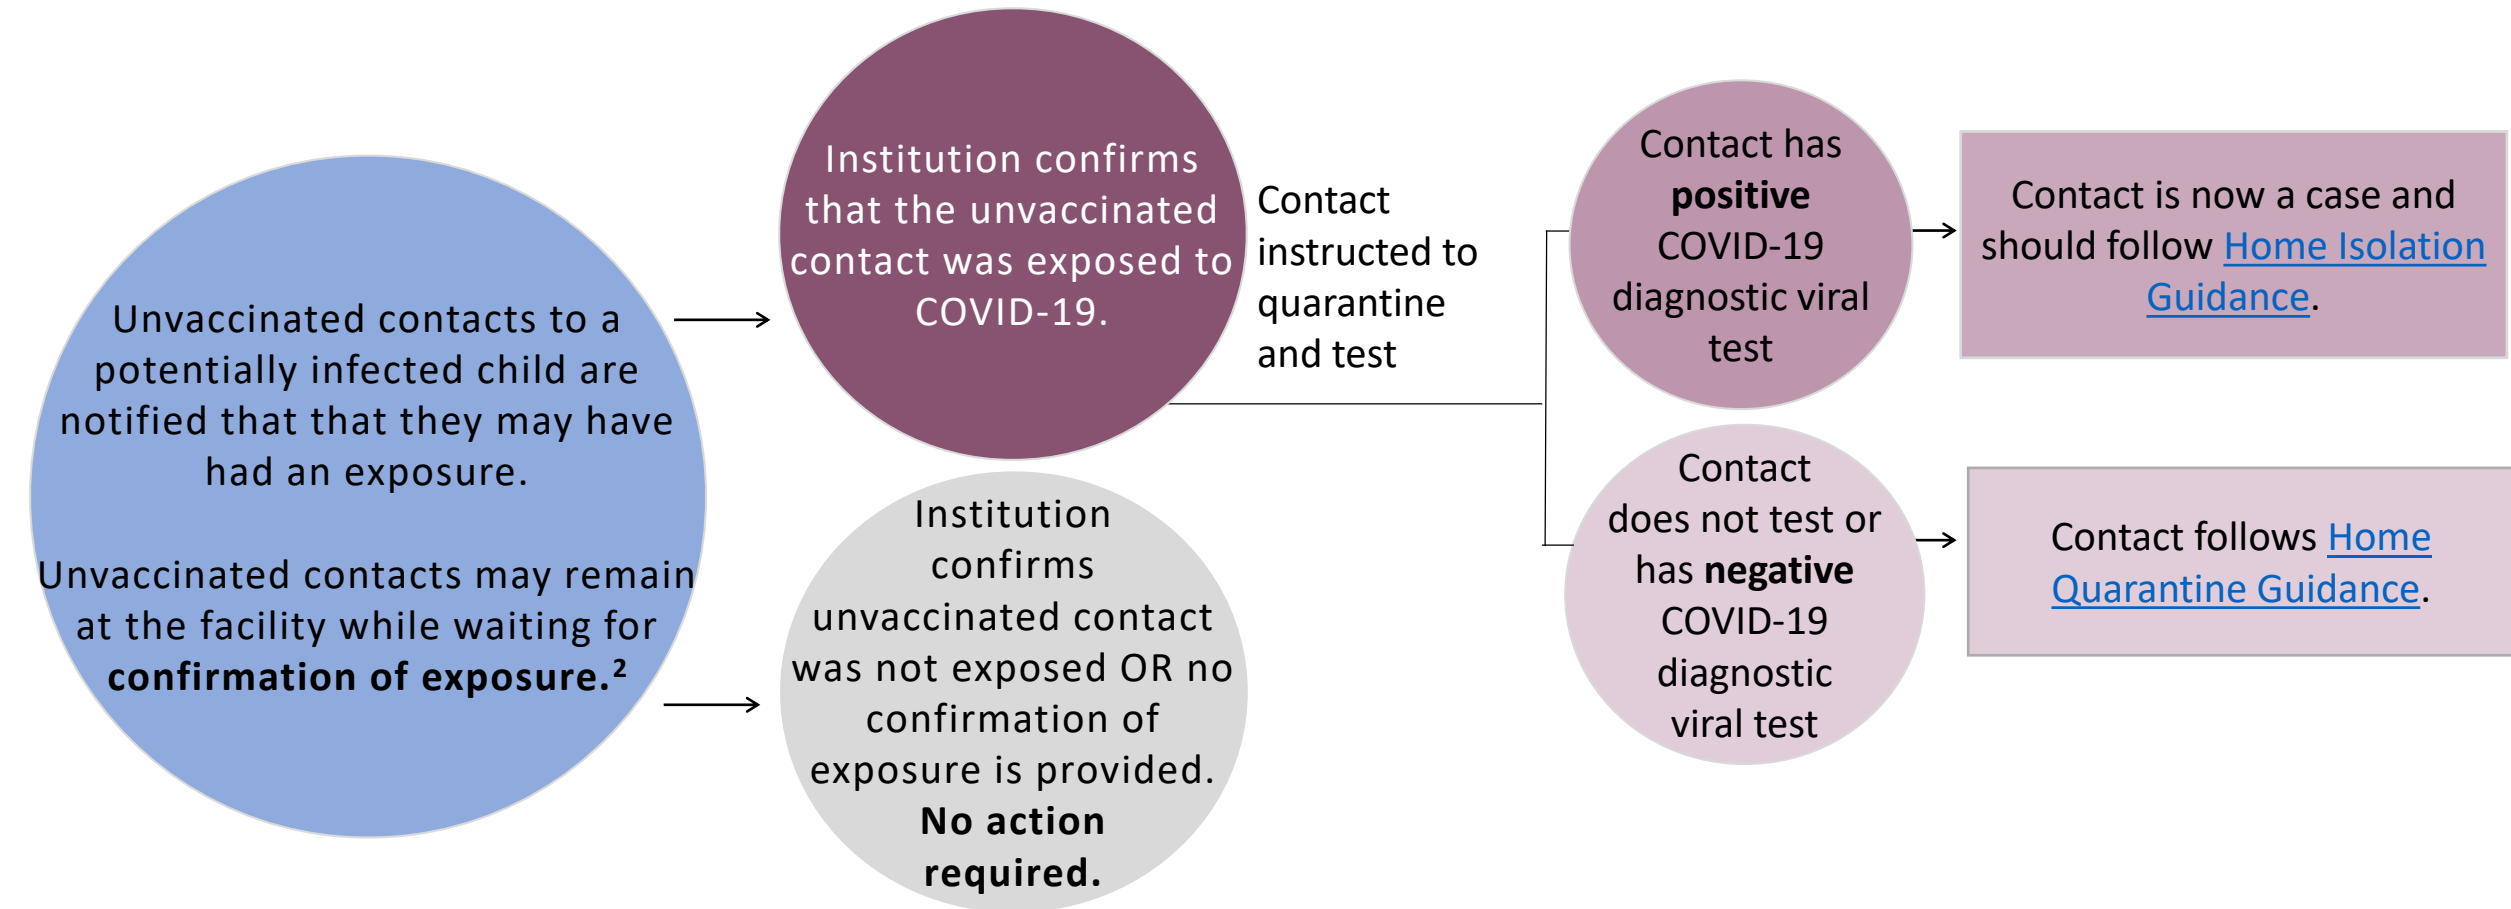 Unvaccinated contacts to a
potentially infected child are
notified that that they may have
had an exposure.
Unvaccinated contacts may remain
at the facility while waiting for
confirmation of exposure.²
Institution confirms
that the unvaccinated
contact was exposed to
COVID-19.
Institution
confirms
unvaccinated contact
was not exposed OR no
confirmation of
exposure is provided.
No action
required.
Contact
instructed to
quarantine
and test
Contact has
positive
COVID-19
diagnostic viral
test
Contact is now a case and
should follow Home Isolation
Guidance.
Contact
does not test or
has negative
COVID-19
diagnostic
viral test
Contact follows Home
Quarantine Guidance.